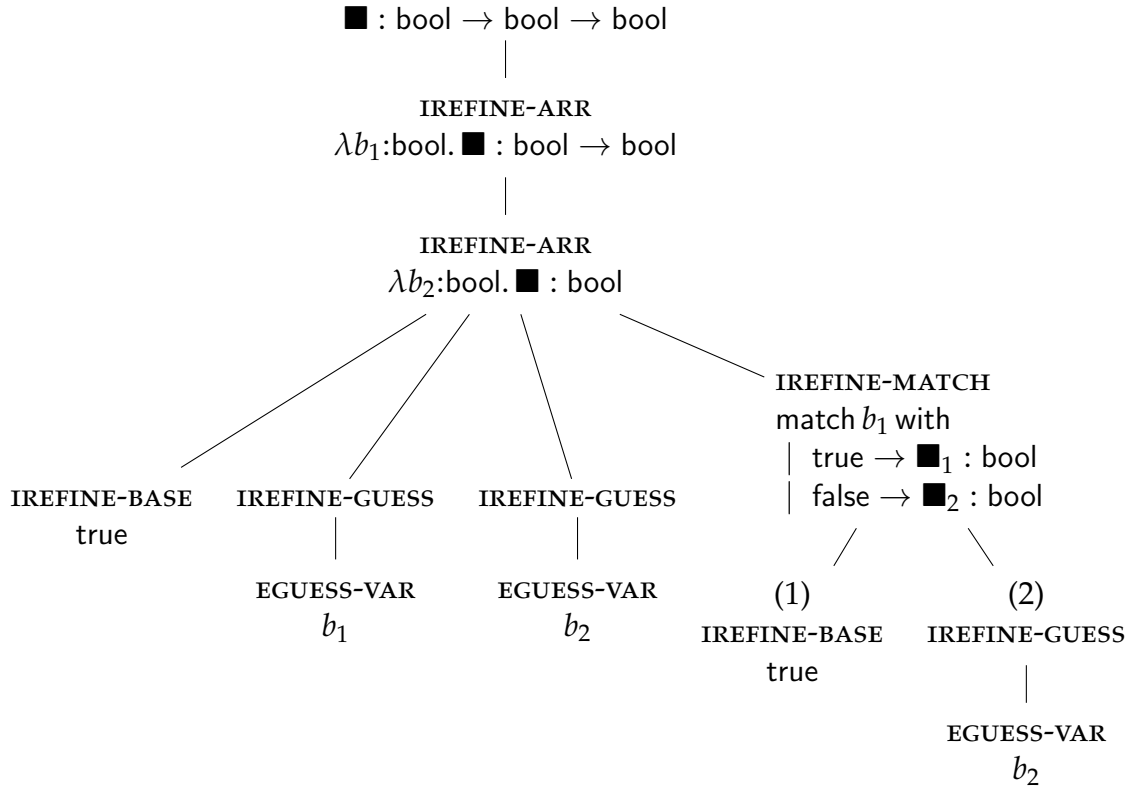 ■ : bool → bool → bool
IREFINE-ARR
λb₁:bool. ■ : bool → bool
IREFINE-ARR
λb₂:bool. ■ : bool
IREFINE-MATCH
match b₁ with
| true → ■₁ : bool
| false → ■₂ : bool
IREFINE-BASE
true
IREFINE-GUESS
EGUESS-VAR
b₁
IREFINE-GUESS
EGUESS-VAR
b₂
(1)
IREFINE-BASE
true
(2)
IREFINE-GUESS
EGUESS-VAR
b₂